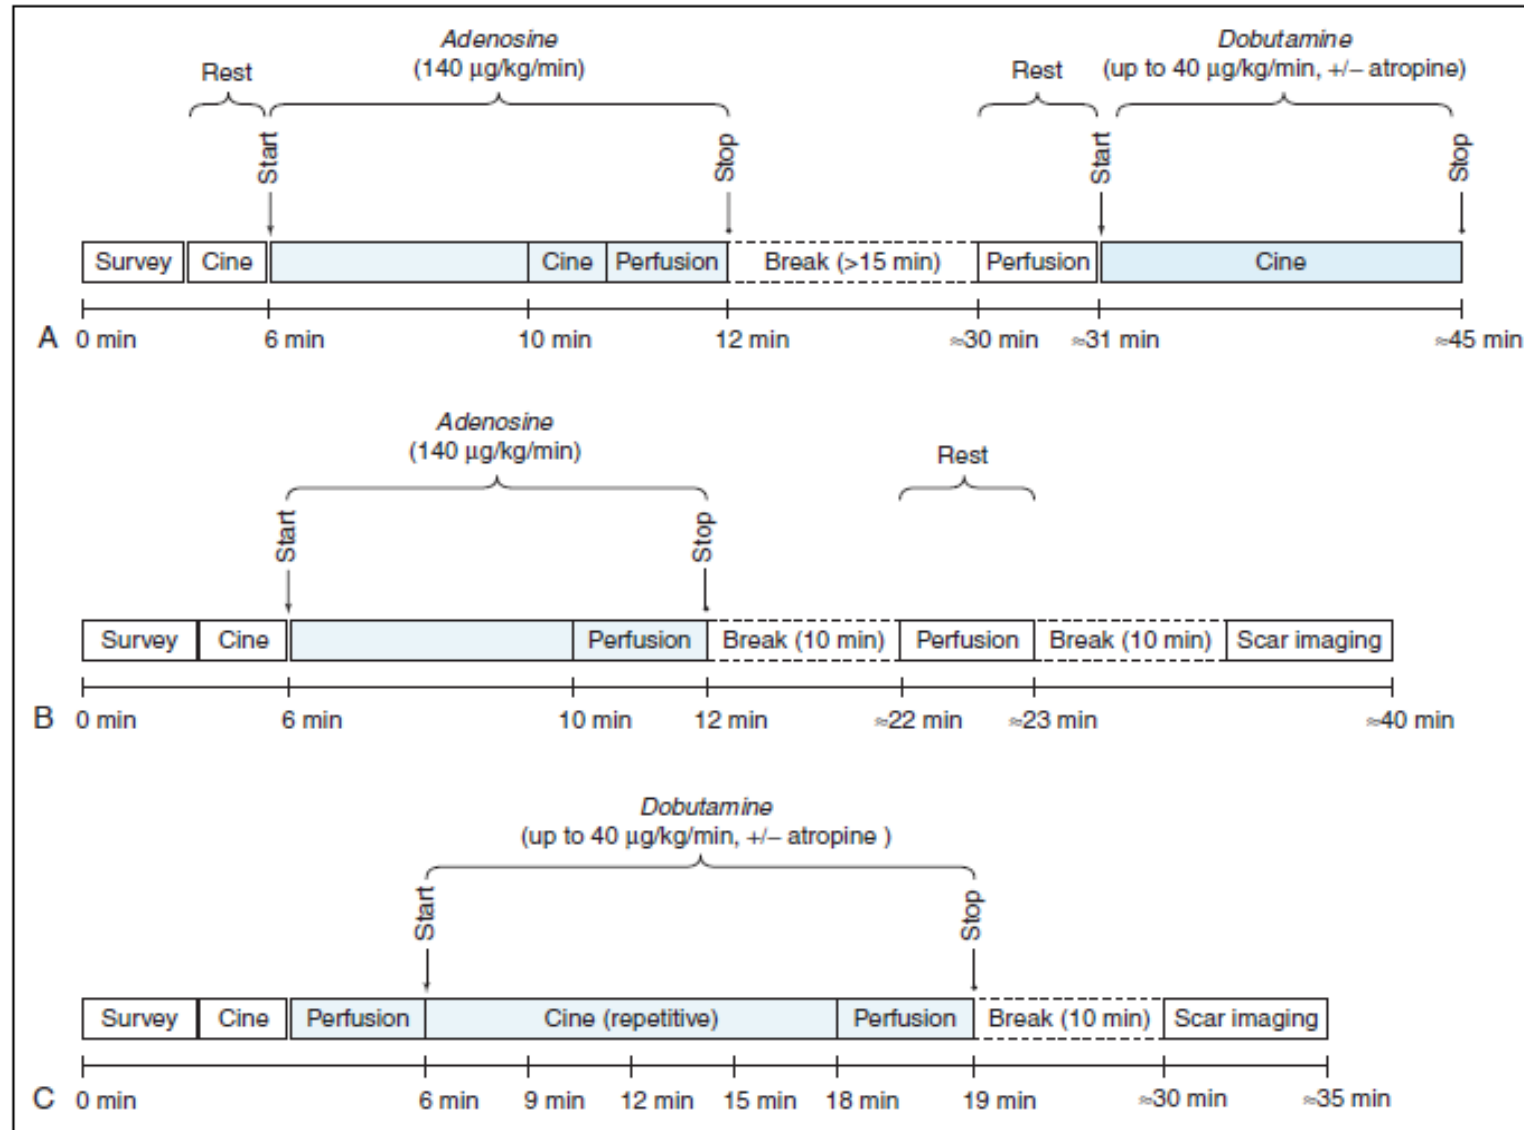 Adenosine
(140 µg/kg/min)
Dobutamine
(up to 40 µg/kg/min, +/– atropine)
Rest
Rest
Start
Stop
Start
Stop
Survey
Cine
Cine
Perfusion
Break (>15 min)
Perfusion
Cine
A
0 min
6 min
10 min
12 min
≈30 min
≈31 min
≈45 min
Adenosine
(140 µg/kg/min)
Rest
Start
Stop
Survey
Cine
Perfusion
Break (10 min)
Perfusion
Break (10 min)
Scar imaging
B
0 min
6 min
10 min
12 min
≈22 min
≈23 min
≈40 min
Dobutamine
(up to 40 µg/kg/min, +/– atropine )
Start
Stop
Survey
Cine
Perfusion
Cine (repetitive)
Perfusion
Break (10 min)
Scar imaging
C
0 min
6 min
9 min
12 min
15 min
18 min
19 min
≈30 min
≈35 min